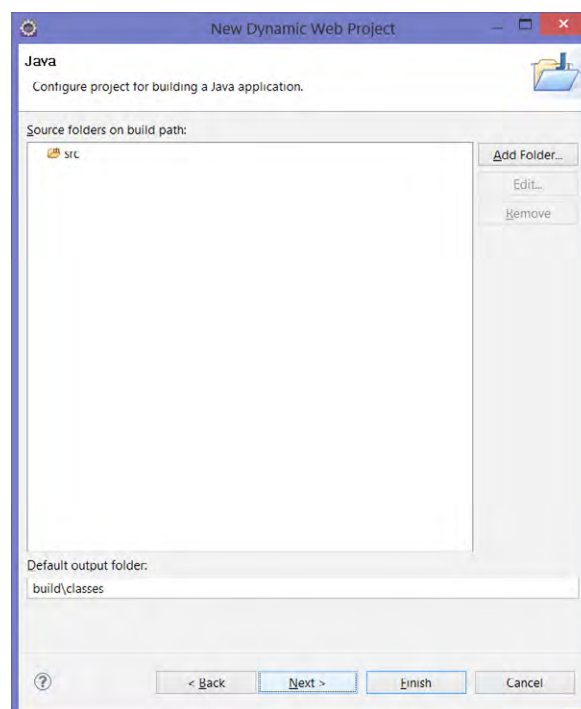 New Dynamic Web Project
Java
Configure project for building a Java application.
Source folders on build path:
src
Add Folder...
Edit...
Remove
Default output folder:
build\classes
?
< Back
Next >
Finish
Cancel